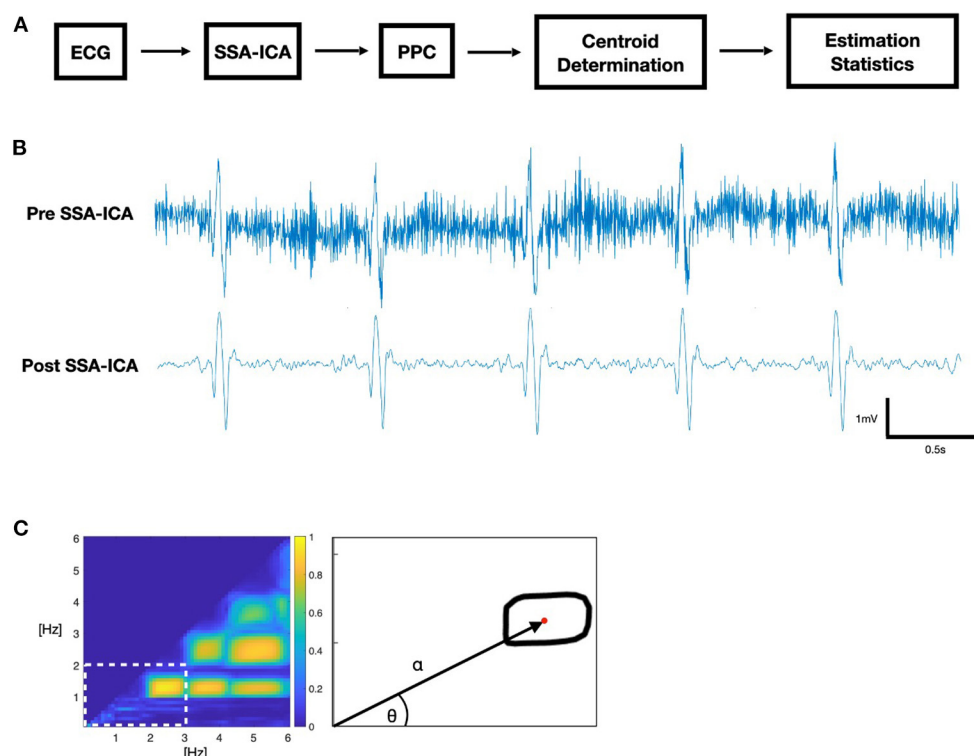 A
ECG
SSA-ICA
PPC
Centroid
Determination
Estimation
Statistics
B
Pre SSA-ICA
Post SSA-ICA
1mV
0.5s
C
6
5
4
[Hz]
3
2
1
1
2
3
4
5
6
[Hz]
1
0.8
0.6
0.4
0.2
0
α
θ